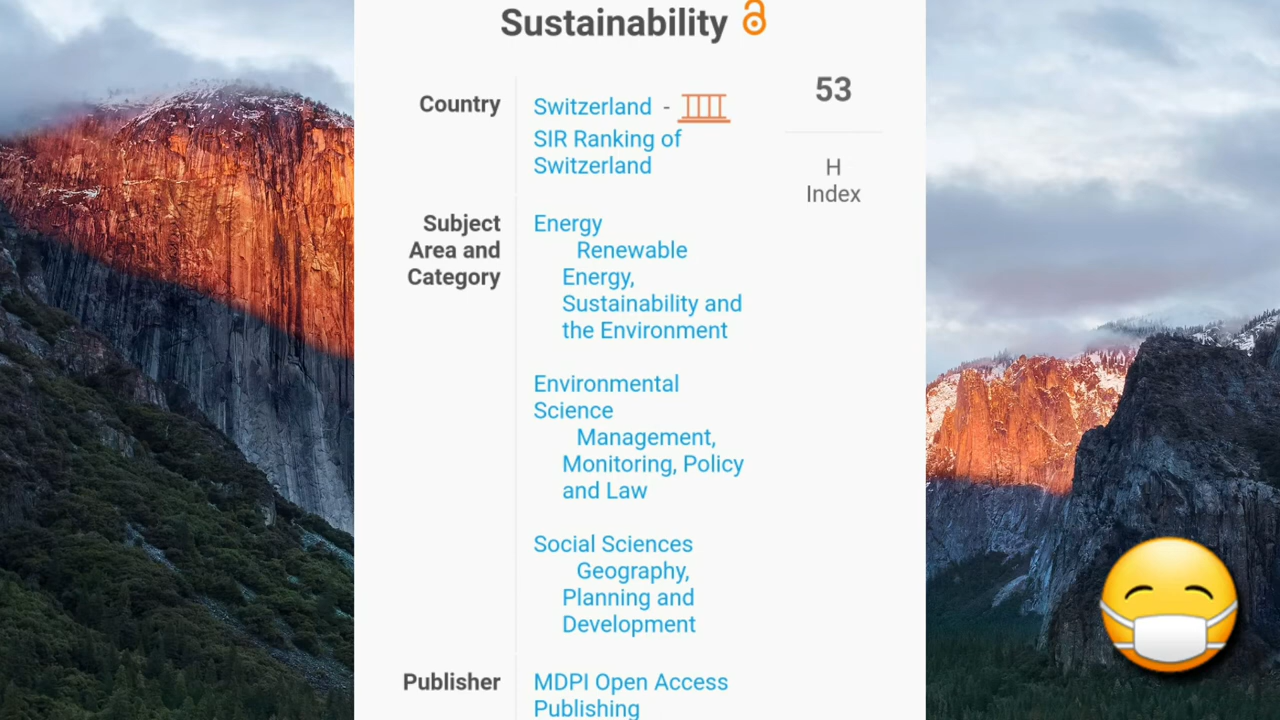 Sustainability
Country
Switzerland -
SIR Ranking of
Switzerland
53
H
Index
Subject
Area and
Category
Energy
Renewable
Energy,
Sustainability and
the Environment
Environmental
Science
Management,
Monitoring, Policy
and Law
Social Sciences
Geography,
Planning and
Development
Publisher
MDPI Open Access
Publishing